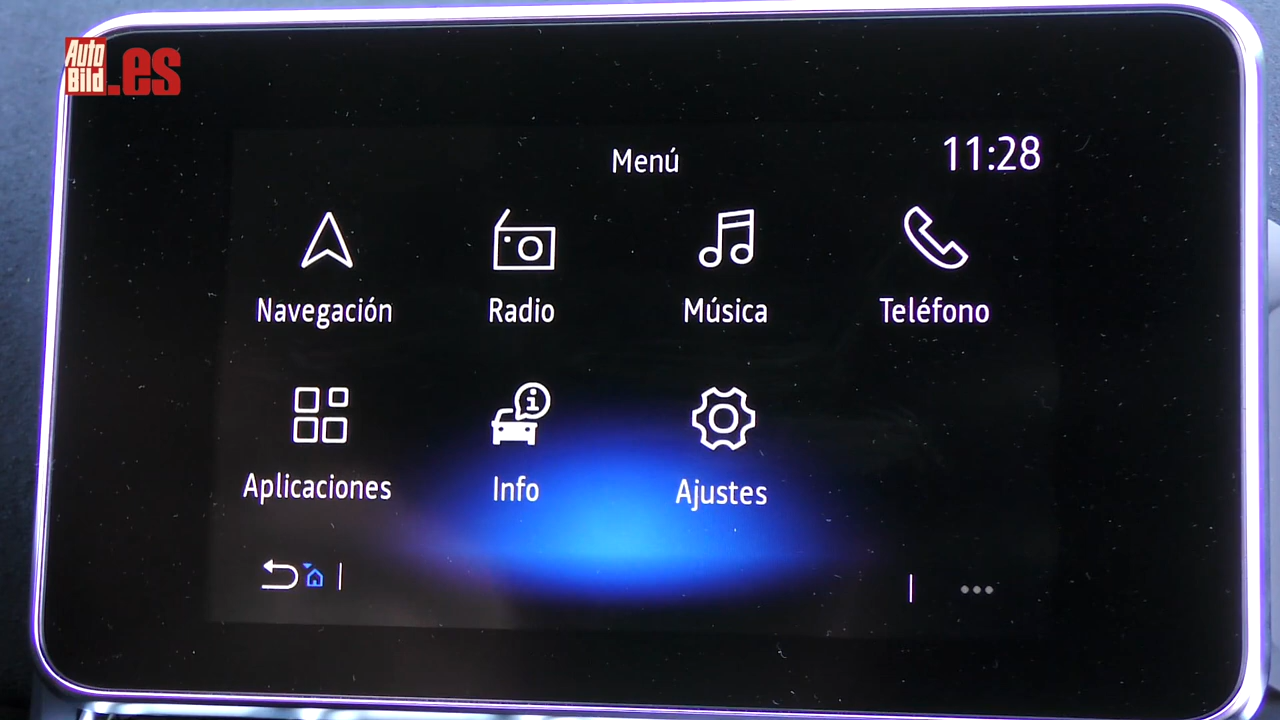 Auto
Bild.es
Menú
11:28
Navegación
Radio
Música
Teléfono
Aplicaciones
Info
Ajustes